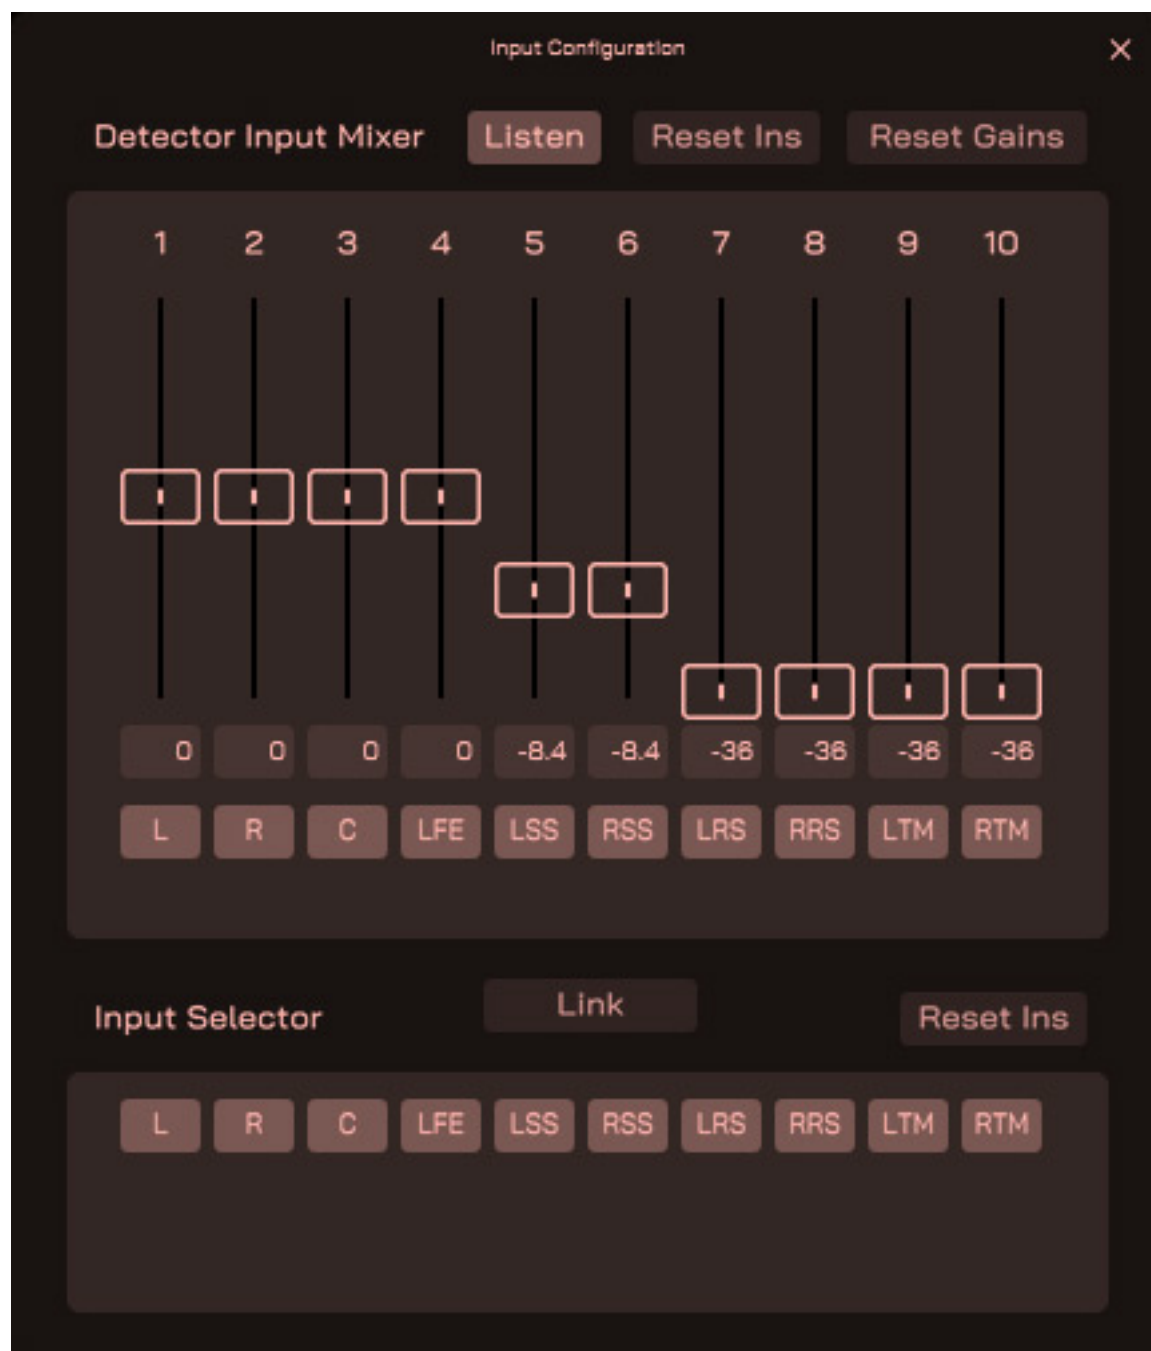 Input Configuration
Detector Input Mixer Listen Reset Ins Reset Gains
1 2 3 4 5 6 7 8 9 10
0 0 0 0 -8.4 -8.4 -36 -36 -36 -36
L R C LFE LSS RSS LRS RRS LTM RTM
Input Selector Link Reset Ins
L R C LFE LSS RSS LRS RRS LTM RTM